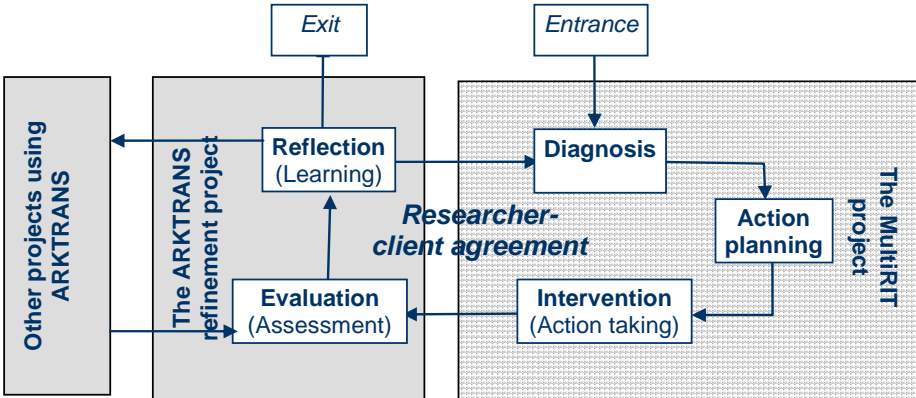 Exit
Entrance
Other projects using
ARKTRANS
The ARKTRANS
refinement project
Reflection
(Learning)
Diagnosis
Researcher-
client agreement
Action
planning
The MultiRIT
project
Evaluation
(Assessment)
Intervention
(Action taking)